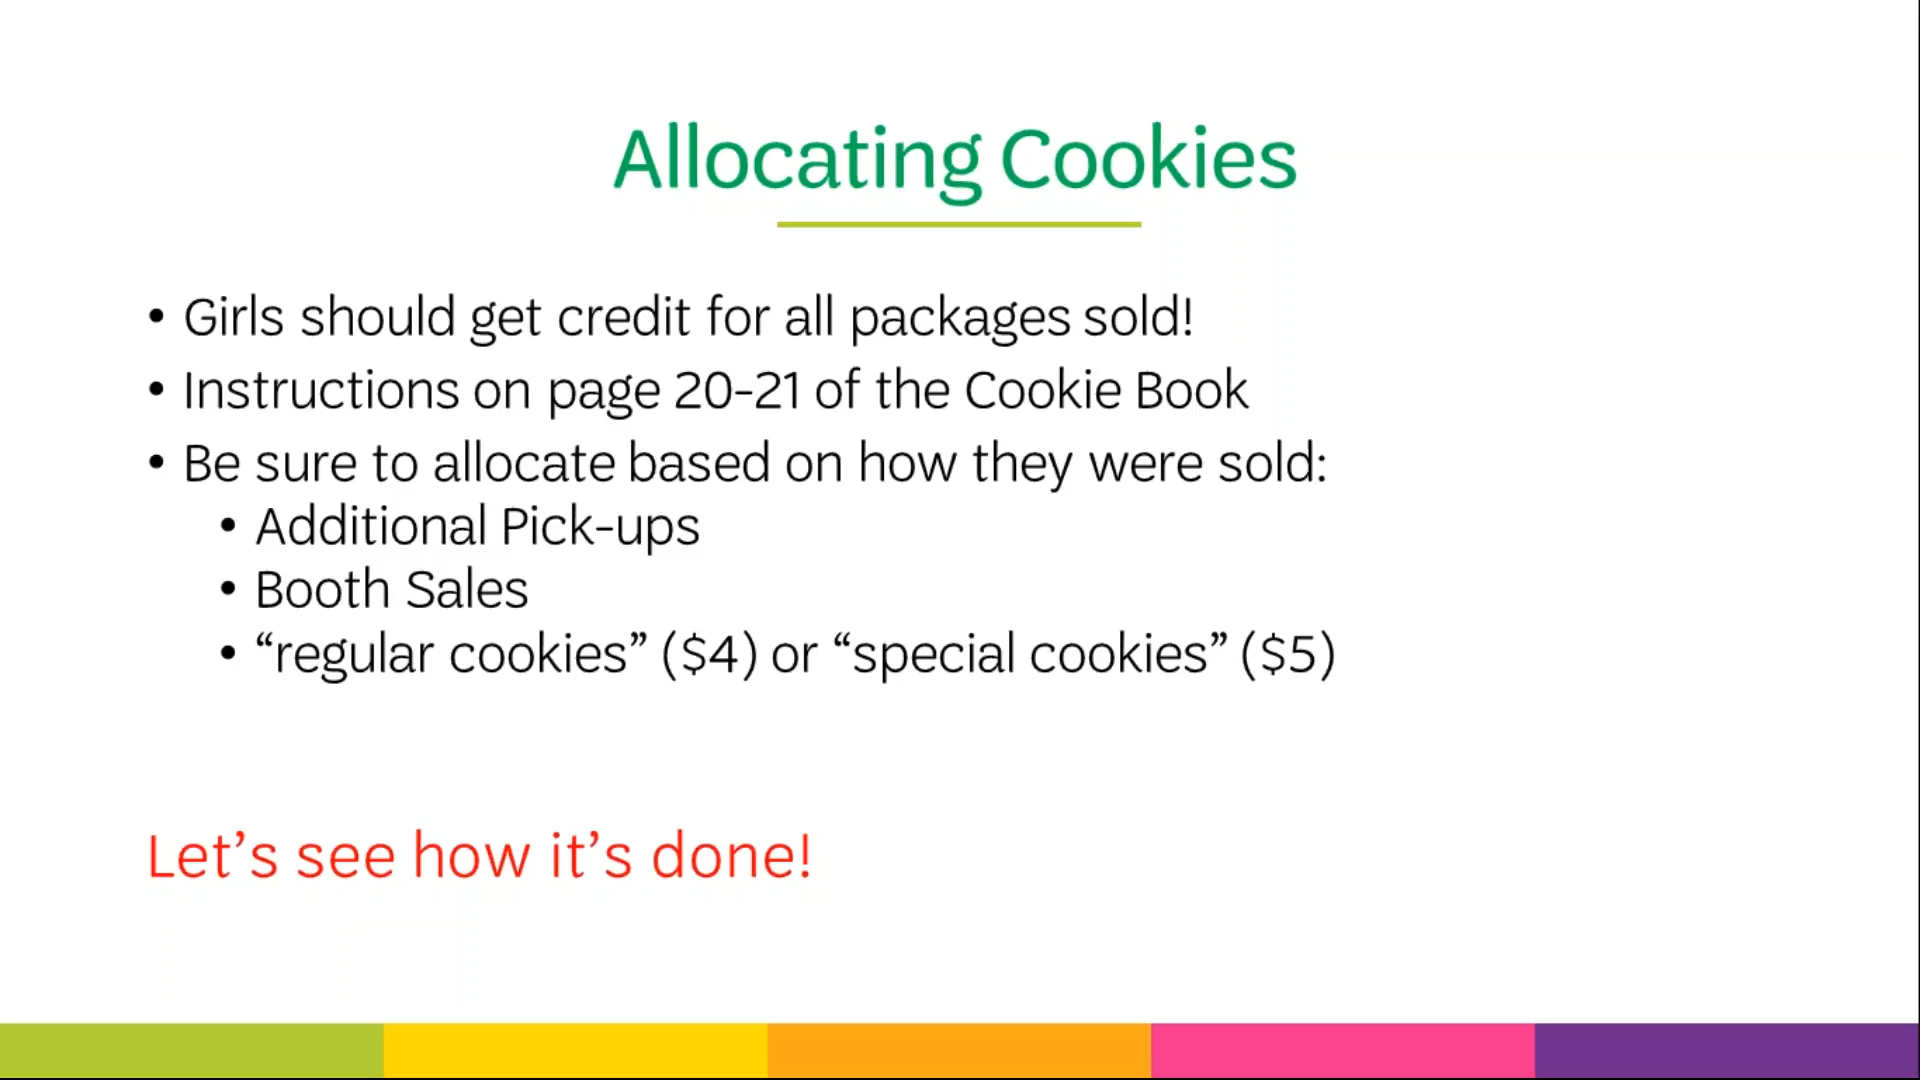 Allocating Cookies
• Girls should get credit for all packages sold!
• Instructions on page 20-21 of the Cookie Book
• Be sure to allocate based on how they were sold:
• Additional Pick-ups
• Booth Sales
• “regular cookies” ($4) or “special cookies” ($5)
Let’s see how it’s done!